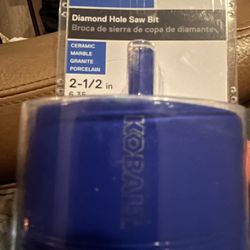 Diamond Hole Saw Bit
Broca de sierra de copa de diamante
CERAMIC
MARBLE
GRANITE
PORCELAIN
2-1/2 in
KOBALT